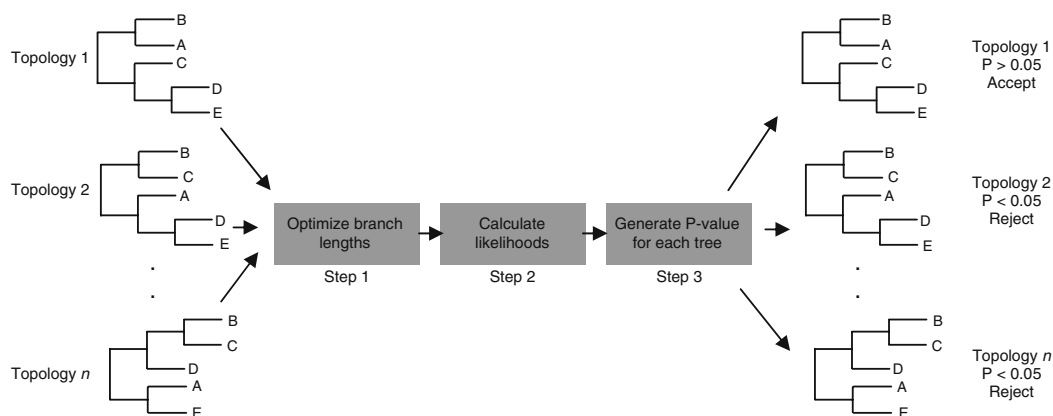 B
A
C
D
E
Topology 1
B
C
A
D
E
Topology 2
.
.
B
C
D
A
E
Topology n
Optimize branch
lengths
Step 1
Calculate
likelihoods
Step 2
Generate P-value
for each tree
Step 3
B
A
C
D
E
Topology 1
P > 0.05
Accept
B
C
A
D
E
Topology 2
P < 0.05
Reject
.
.
B
C
D
A
E
Topology n
P < 0.05
Reject